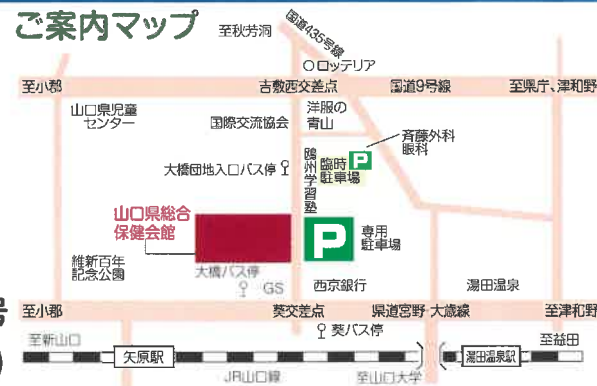 ご案内マップ
至秋芳洞
国道435号線
ロッテリア
至小郡
吉敷西交差点
国道9号線
至県庁、津和野
山口県児童
センター
国際交流協会
洋服の
青山
斉藤外科
眼科
大橋団地入口バス停
鷗州学習塾
臨時
駐車場
P
山口県総合
保健会館
P
専用
駐車場
維新百年
記念公園
大橋バス停
GS
西京銀行
湯田温泉
号
至小郡
葵交差点
県道宮野-大歳線
至津和野
葵バス停
至新山口
至益田
矢原駅
湯田温泉駅
JR山口線
至山口大学
)